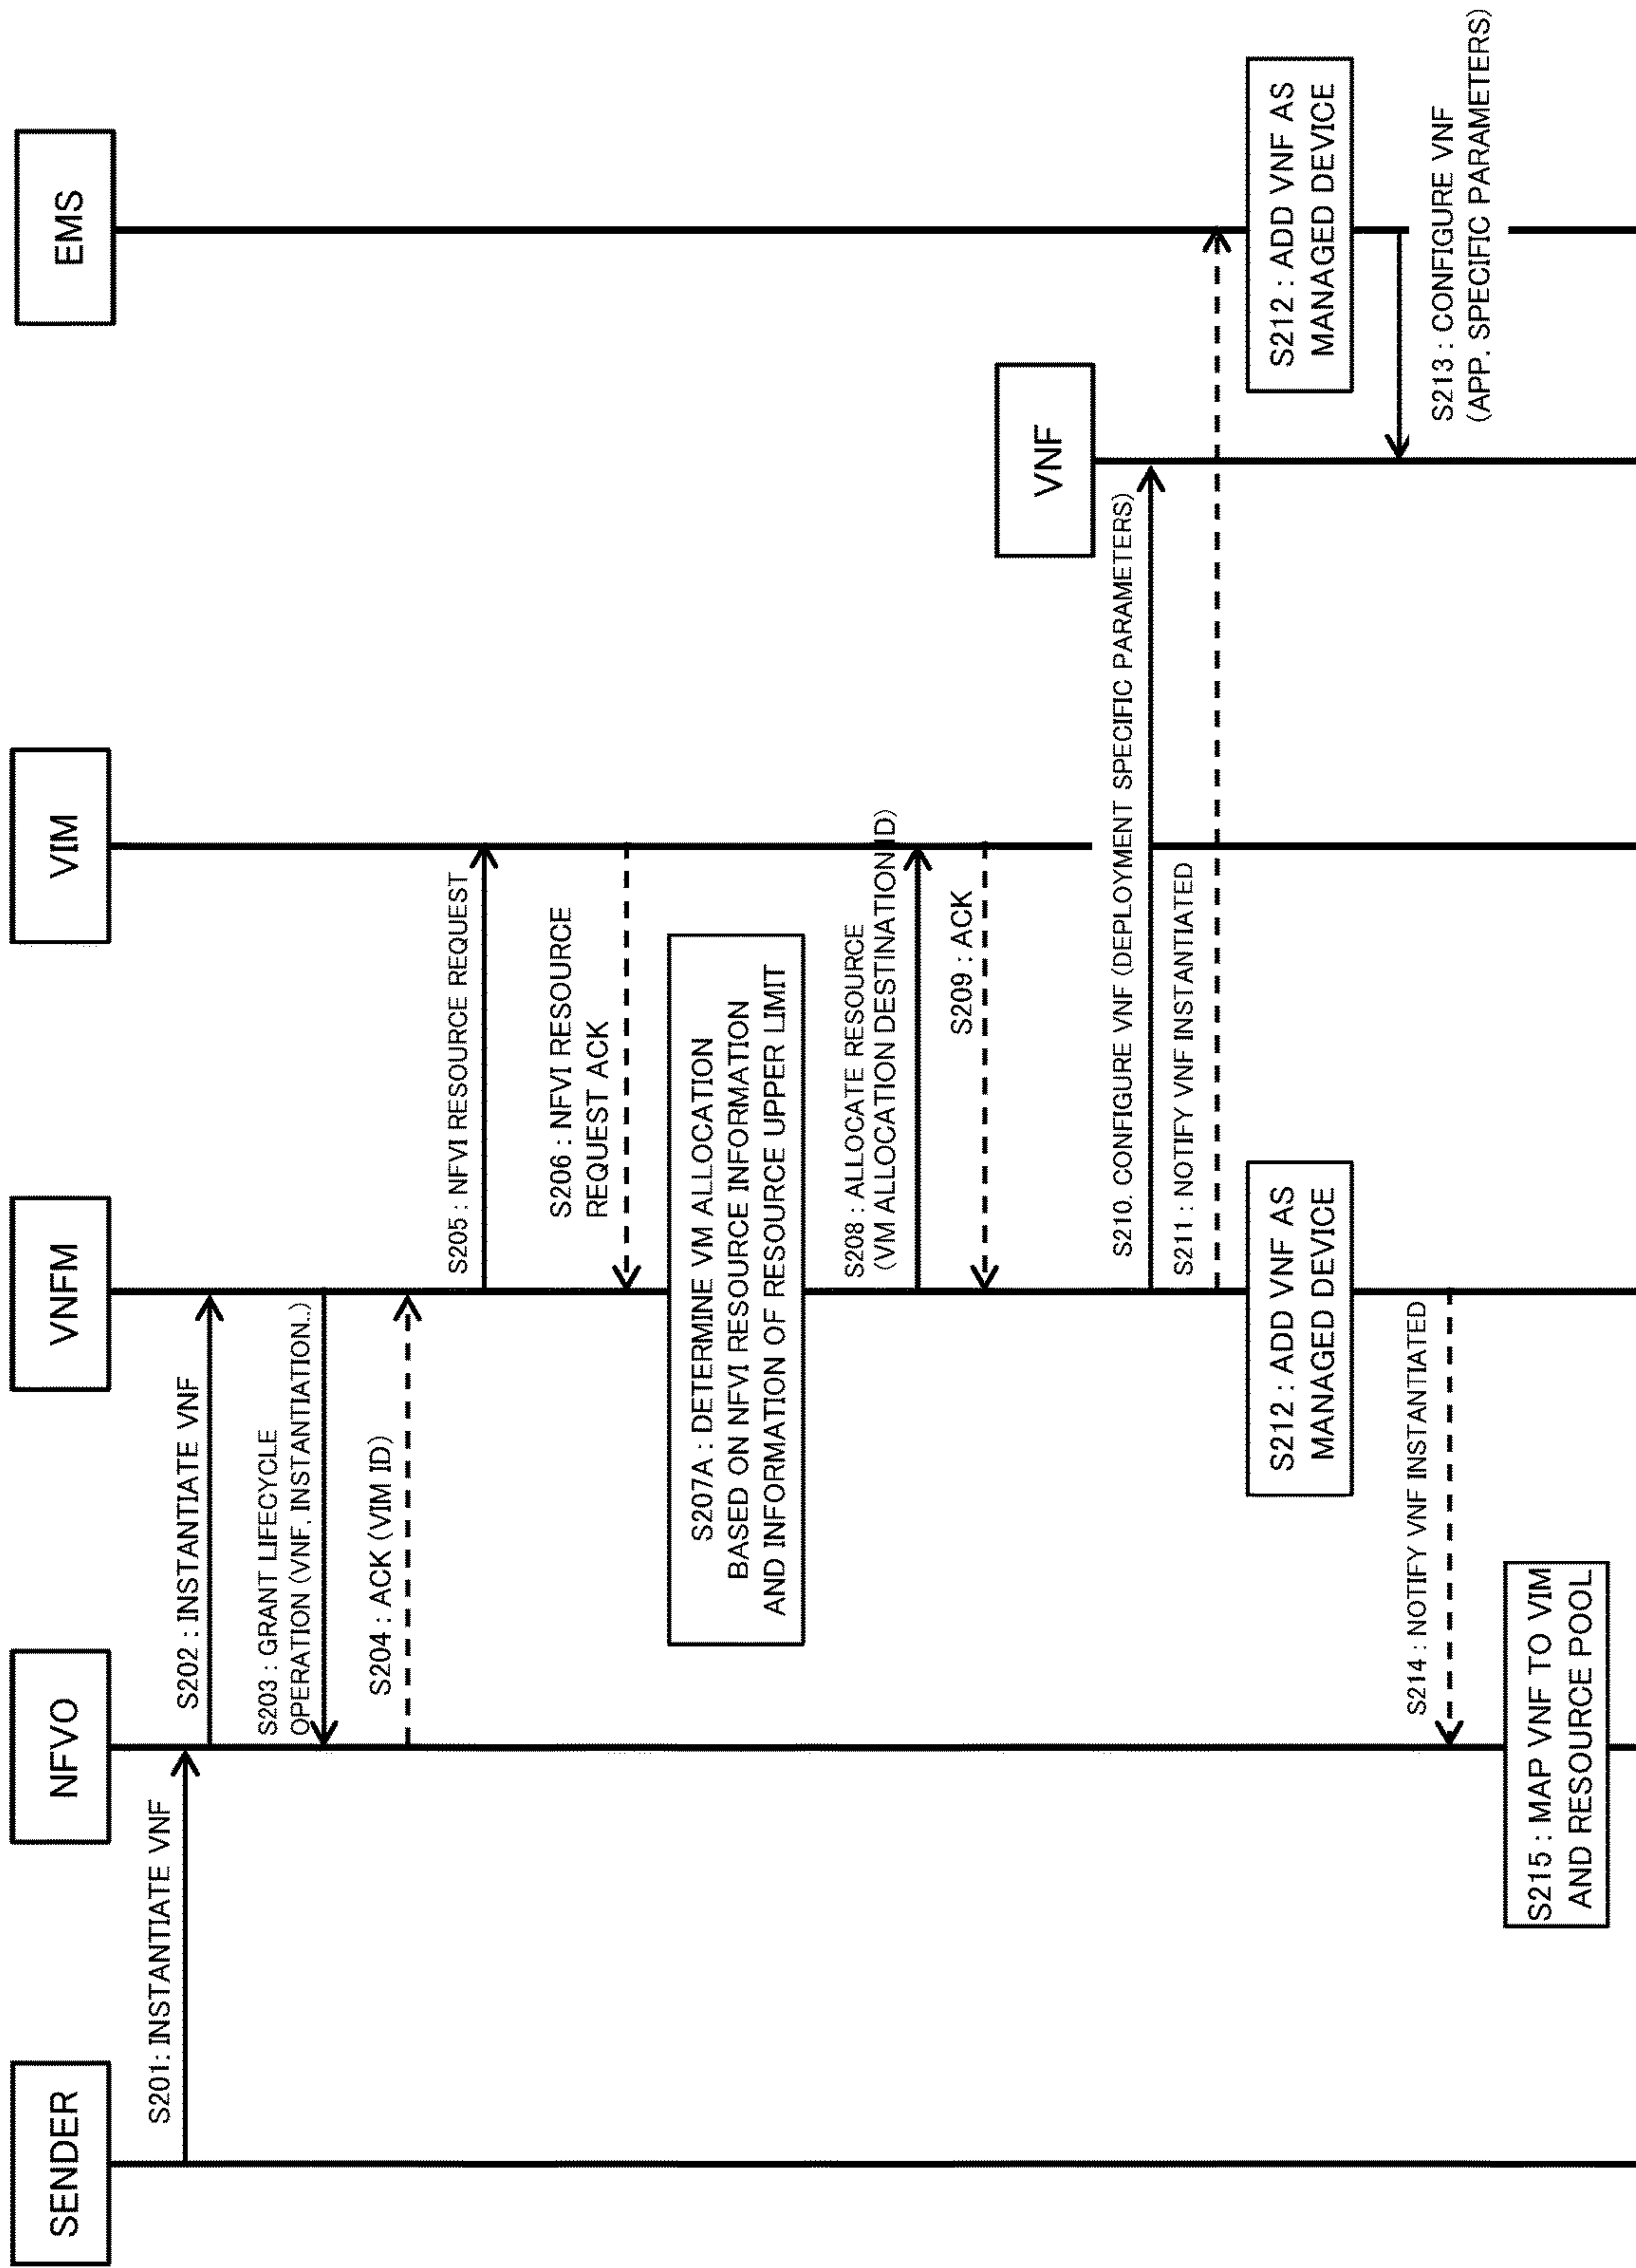 SENDER
NFVO
VNFM
VIM
EMS
S201: INSTANTIATE VNF
S202 : INSTANTIATE VNF
S203 : GRANT LIFECYCLE
OPERATION (VNF, INSTANTIATION..)
S204 : ACK (VIM ID)
S205 : NFVI RESOURCE REQUEST
S206 : NFVI RESOURCE
REQUEST ACK
S207A : DETERMINE VM ALLOCATION
BASED ON NFVI RESOURCE INFORMATION
AND INFORMATION OF RESOURCE UPPER LIMIT
S208 : ALLOCATE RESOURCE
(VM ALLOCATION DESTINATION ID)
S209 : ACK
VNF
S210. CONFIGURE VNF (DEPLOYMENT SPECIFIC PARAMETERS)
S211 : NOTIFY VNF INSTANTIATED
S212 : ADD VNF AS
MANAGED DEVICE
S212 : ADD VNF AS
MANAGED DEVICE
S213 : CONFIGURE VNF
(APP. SPECIFIC PARAMETERS)
S214 : NOTIFY VNF INSTANTIATED
S215 : MAP VNF TO VIM
AND RESOURCE POOL